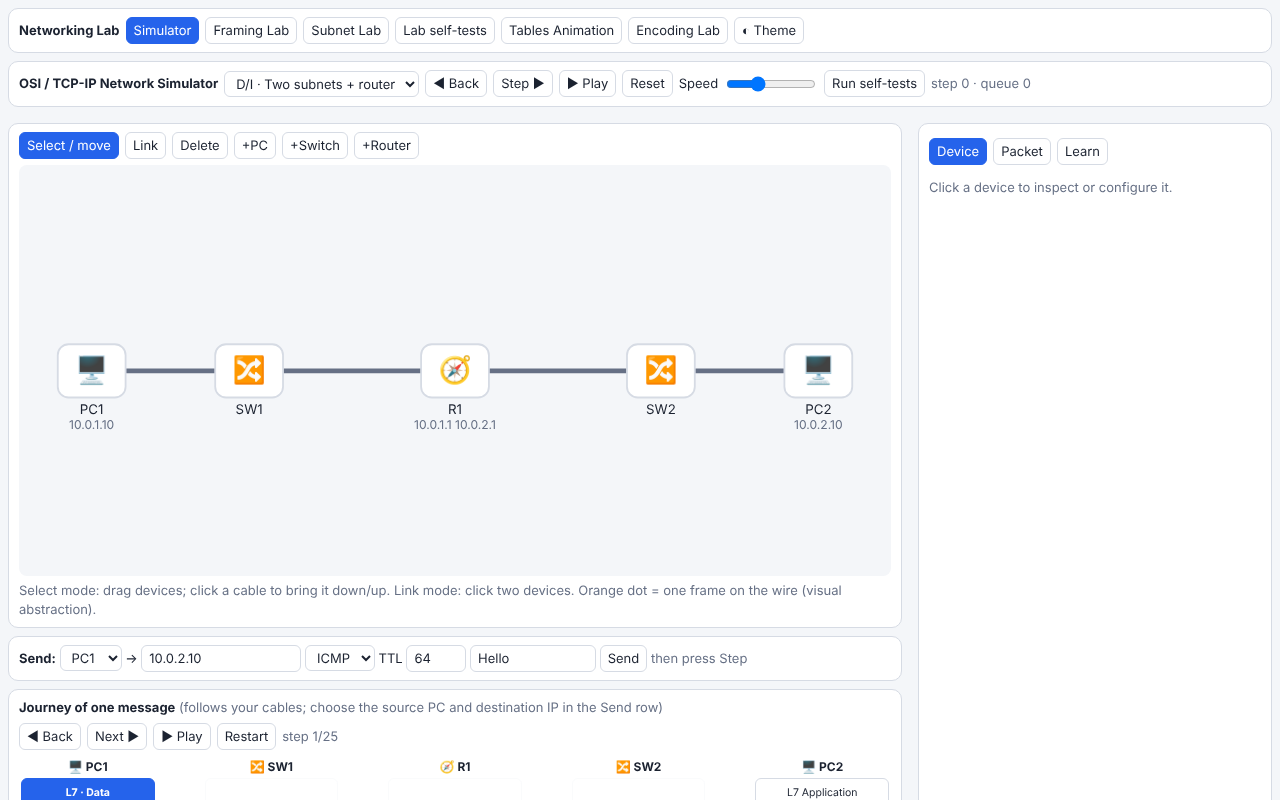 Networking Lab Simulator Framing Lab Subnet Lab Lab self-tests Tables Animation Encoding Lab Theme
OSI / TCP-IP Network Simulator D/I · Two subnets + router ◀ Back Step ▶ ▶ Play Reset Speed Run self-tests step 0 · queue 0
Select / move Link Delete +PC +Switch +Router
PC1 SW1 R1 SW2 PC2
10.0.1.10 10.0.1.1 10.0.2.1 10.0.2.10
Select mode: drag devices; click a cable to bring it down/up. Link mode: click two devices. Orange dot = one frame on the wire (visual
abstraction).
Send: PC1 → 10.0.2.10 ICMP TTL 64 Hello Send then press Step
Journey of one message (follows your cables; choose the source PC and destination IP in the Send row)
◀ Back Next ▶ ▶ Play Restart step 1/25
PC1 SW1 R1 SW2 PC2
L7 · Data L7 Application
Device Packet Learn
Click a device to inspect or configure it.